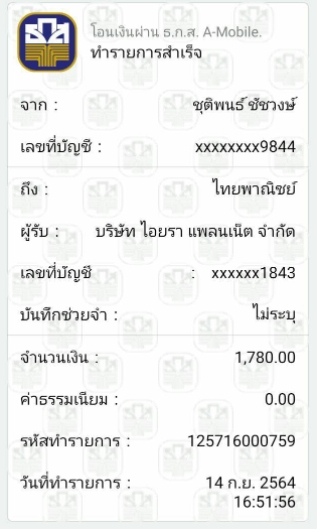 โอนเงินผ่าน ธ.ก.ส. A-Mobile.
ทำรายการสำเร็จ
จาก : ชุติพนธ์ ชัชวงษ์
เลขที่บัญชี : xxxxxxxx9844
ถึง : ไทยพาณิชย์
ผู้รับ : บริษัท ไอยรา แพลนเน็ต จำกัด
เลขที่บัญชี : xxxxxx1843
บันทึกช่วยจำ : ไม่ระบุ
จำนวนเงิน : 1,780.00
ค่าธรรมเนียม : 0.00
รหัสทำรายการ : 125716000759
วันที่ทำรายการ : 14 ก.ย. 2564
16:51:56